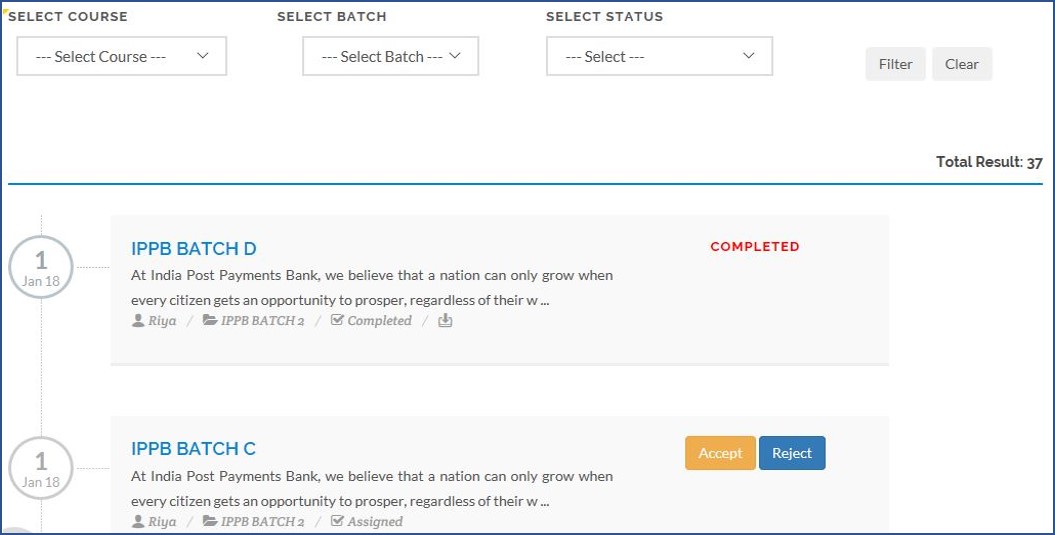 SELECT COURSE SELECT BATCH SELECT STATUS
--- Select Course --- --- Select Batch --- --- Select ---
Filter Clear
Total Result: 37
1
Jan 18
IPPB BATCH D
COMPLETED
At India Post Payments Bank, we believe that a nation can only grow when
every citizen gets an opportunity to prosper, regardless of their w ...
Riya / IPPB BATCH 2 / Completed /
1
Jan 18
IPPB BATCH C
Accept Reject
At India Post Payments Bank, we believe that a nation can only grow when
every citizen gets an opportunity to prosper, regardless of their w ...
Riya / IPPB BATCH 2 / Assigned